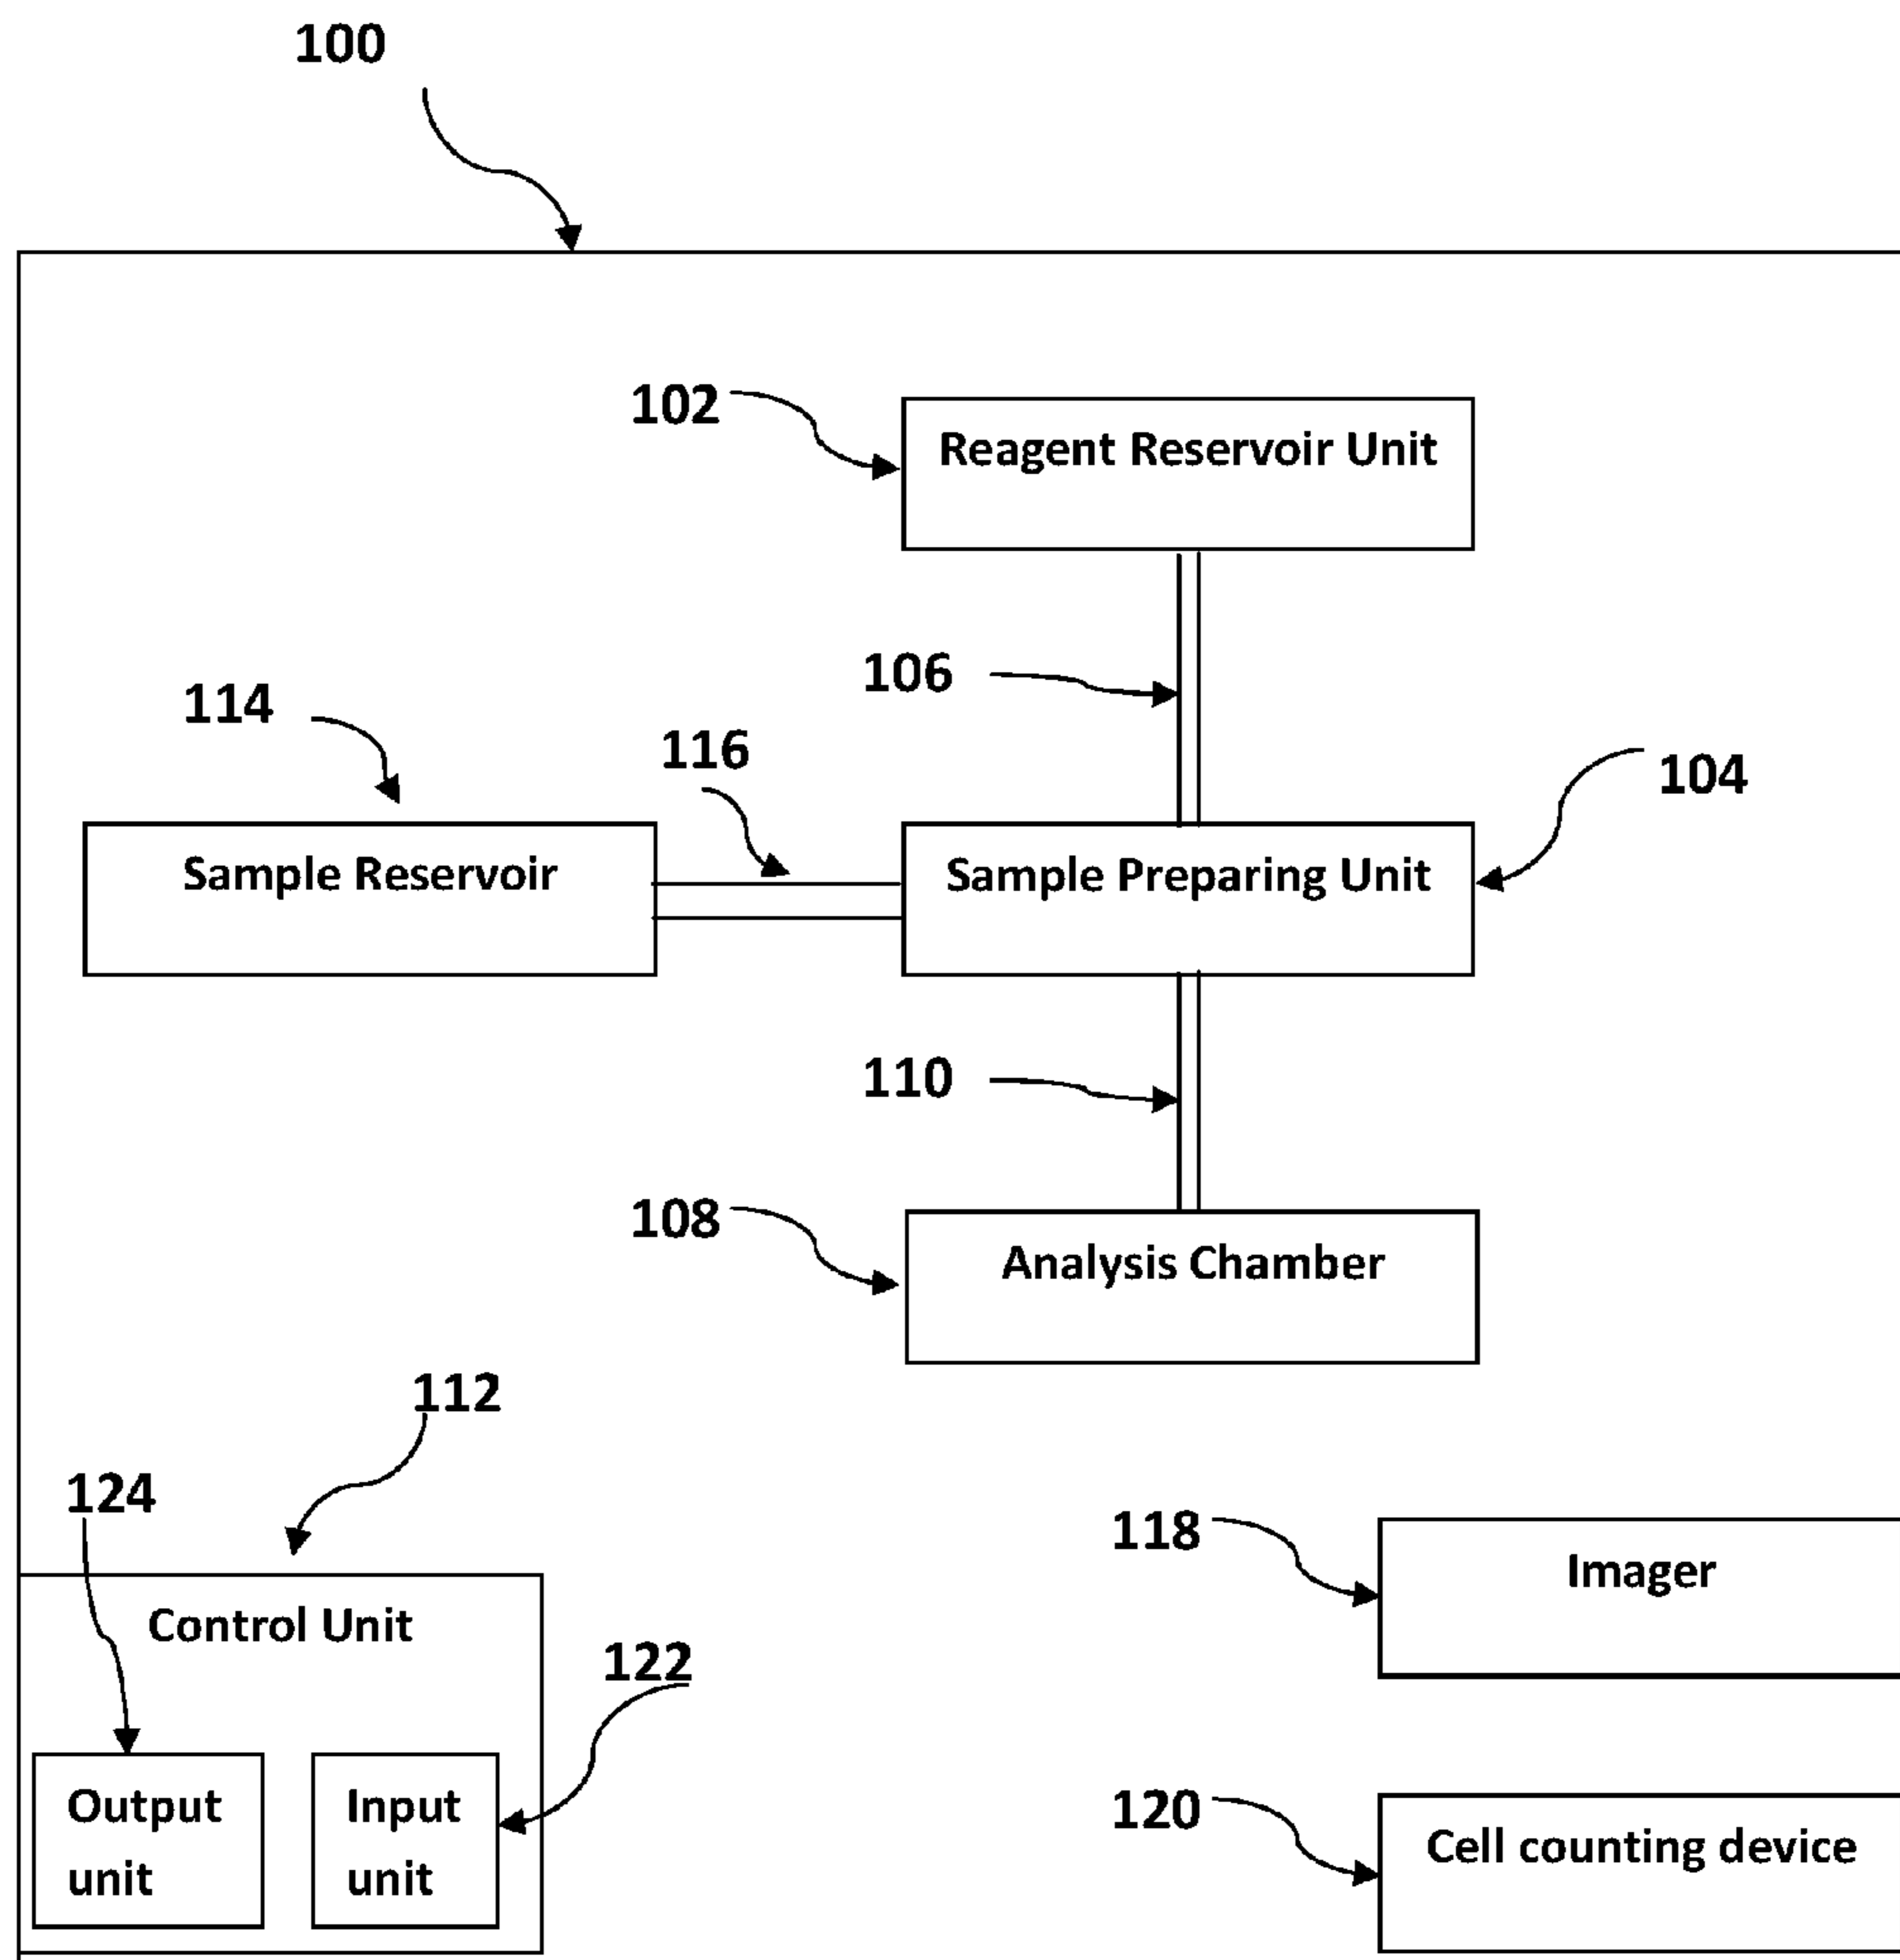 100
102
Reagent Reservoir Unit
106
114
116
104
Sample Reservoir
Sample Preparing Unit
110
108
Analysis Chamber
112
124
118
Imager
Control Unit
122
Output
unit
Input
unit
120
Cell counting device